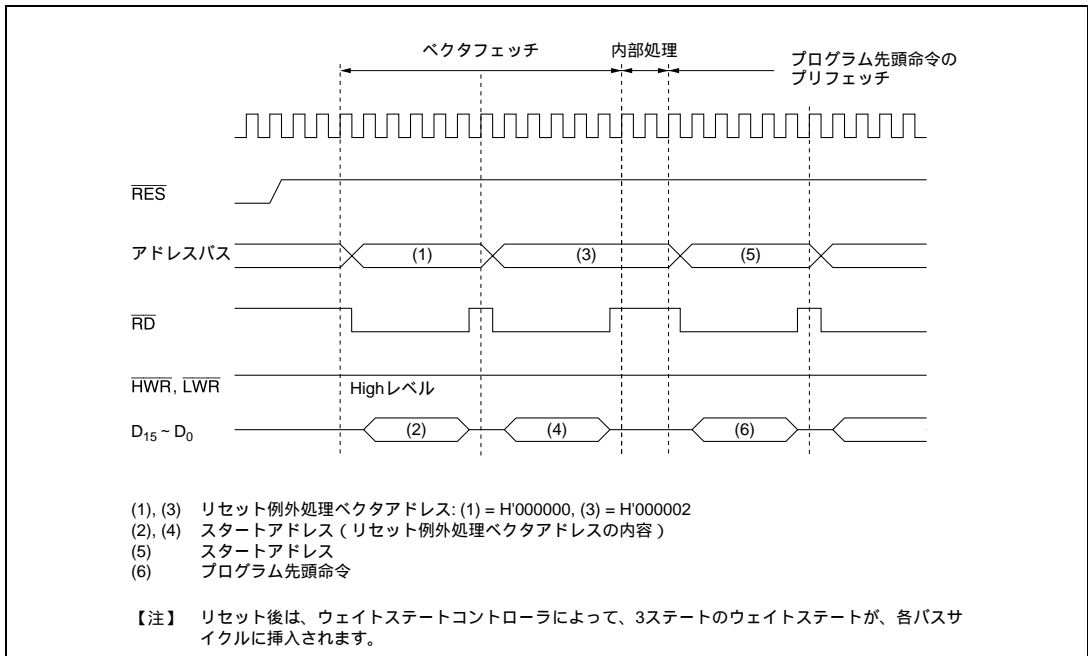 ベクタフェッチ
内部処理
プログラム先頭命令の
プリフェッチ
RES
アドレスバス
(1)
(3)
(5)
RD
HWR, LWR
Highレベル
D15 ~ D0
(2)
(4)
(6)
(1), (3) リセット例外処理ベクタアドレス: (1) = H'000000, (3) = H'000002
(2), (4) スタートアドレス(リセット例外処理ベクタアドレスの内容)
(5) スタートアドレス
(6) プログラム先頭命令
【注】 リセット後は、ウェイトステートコントローラによって、3ステートのウェイトステートが、各バスサ
イクルに挿入されます。